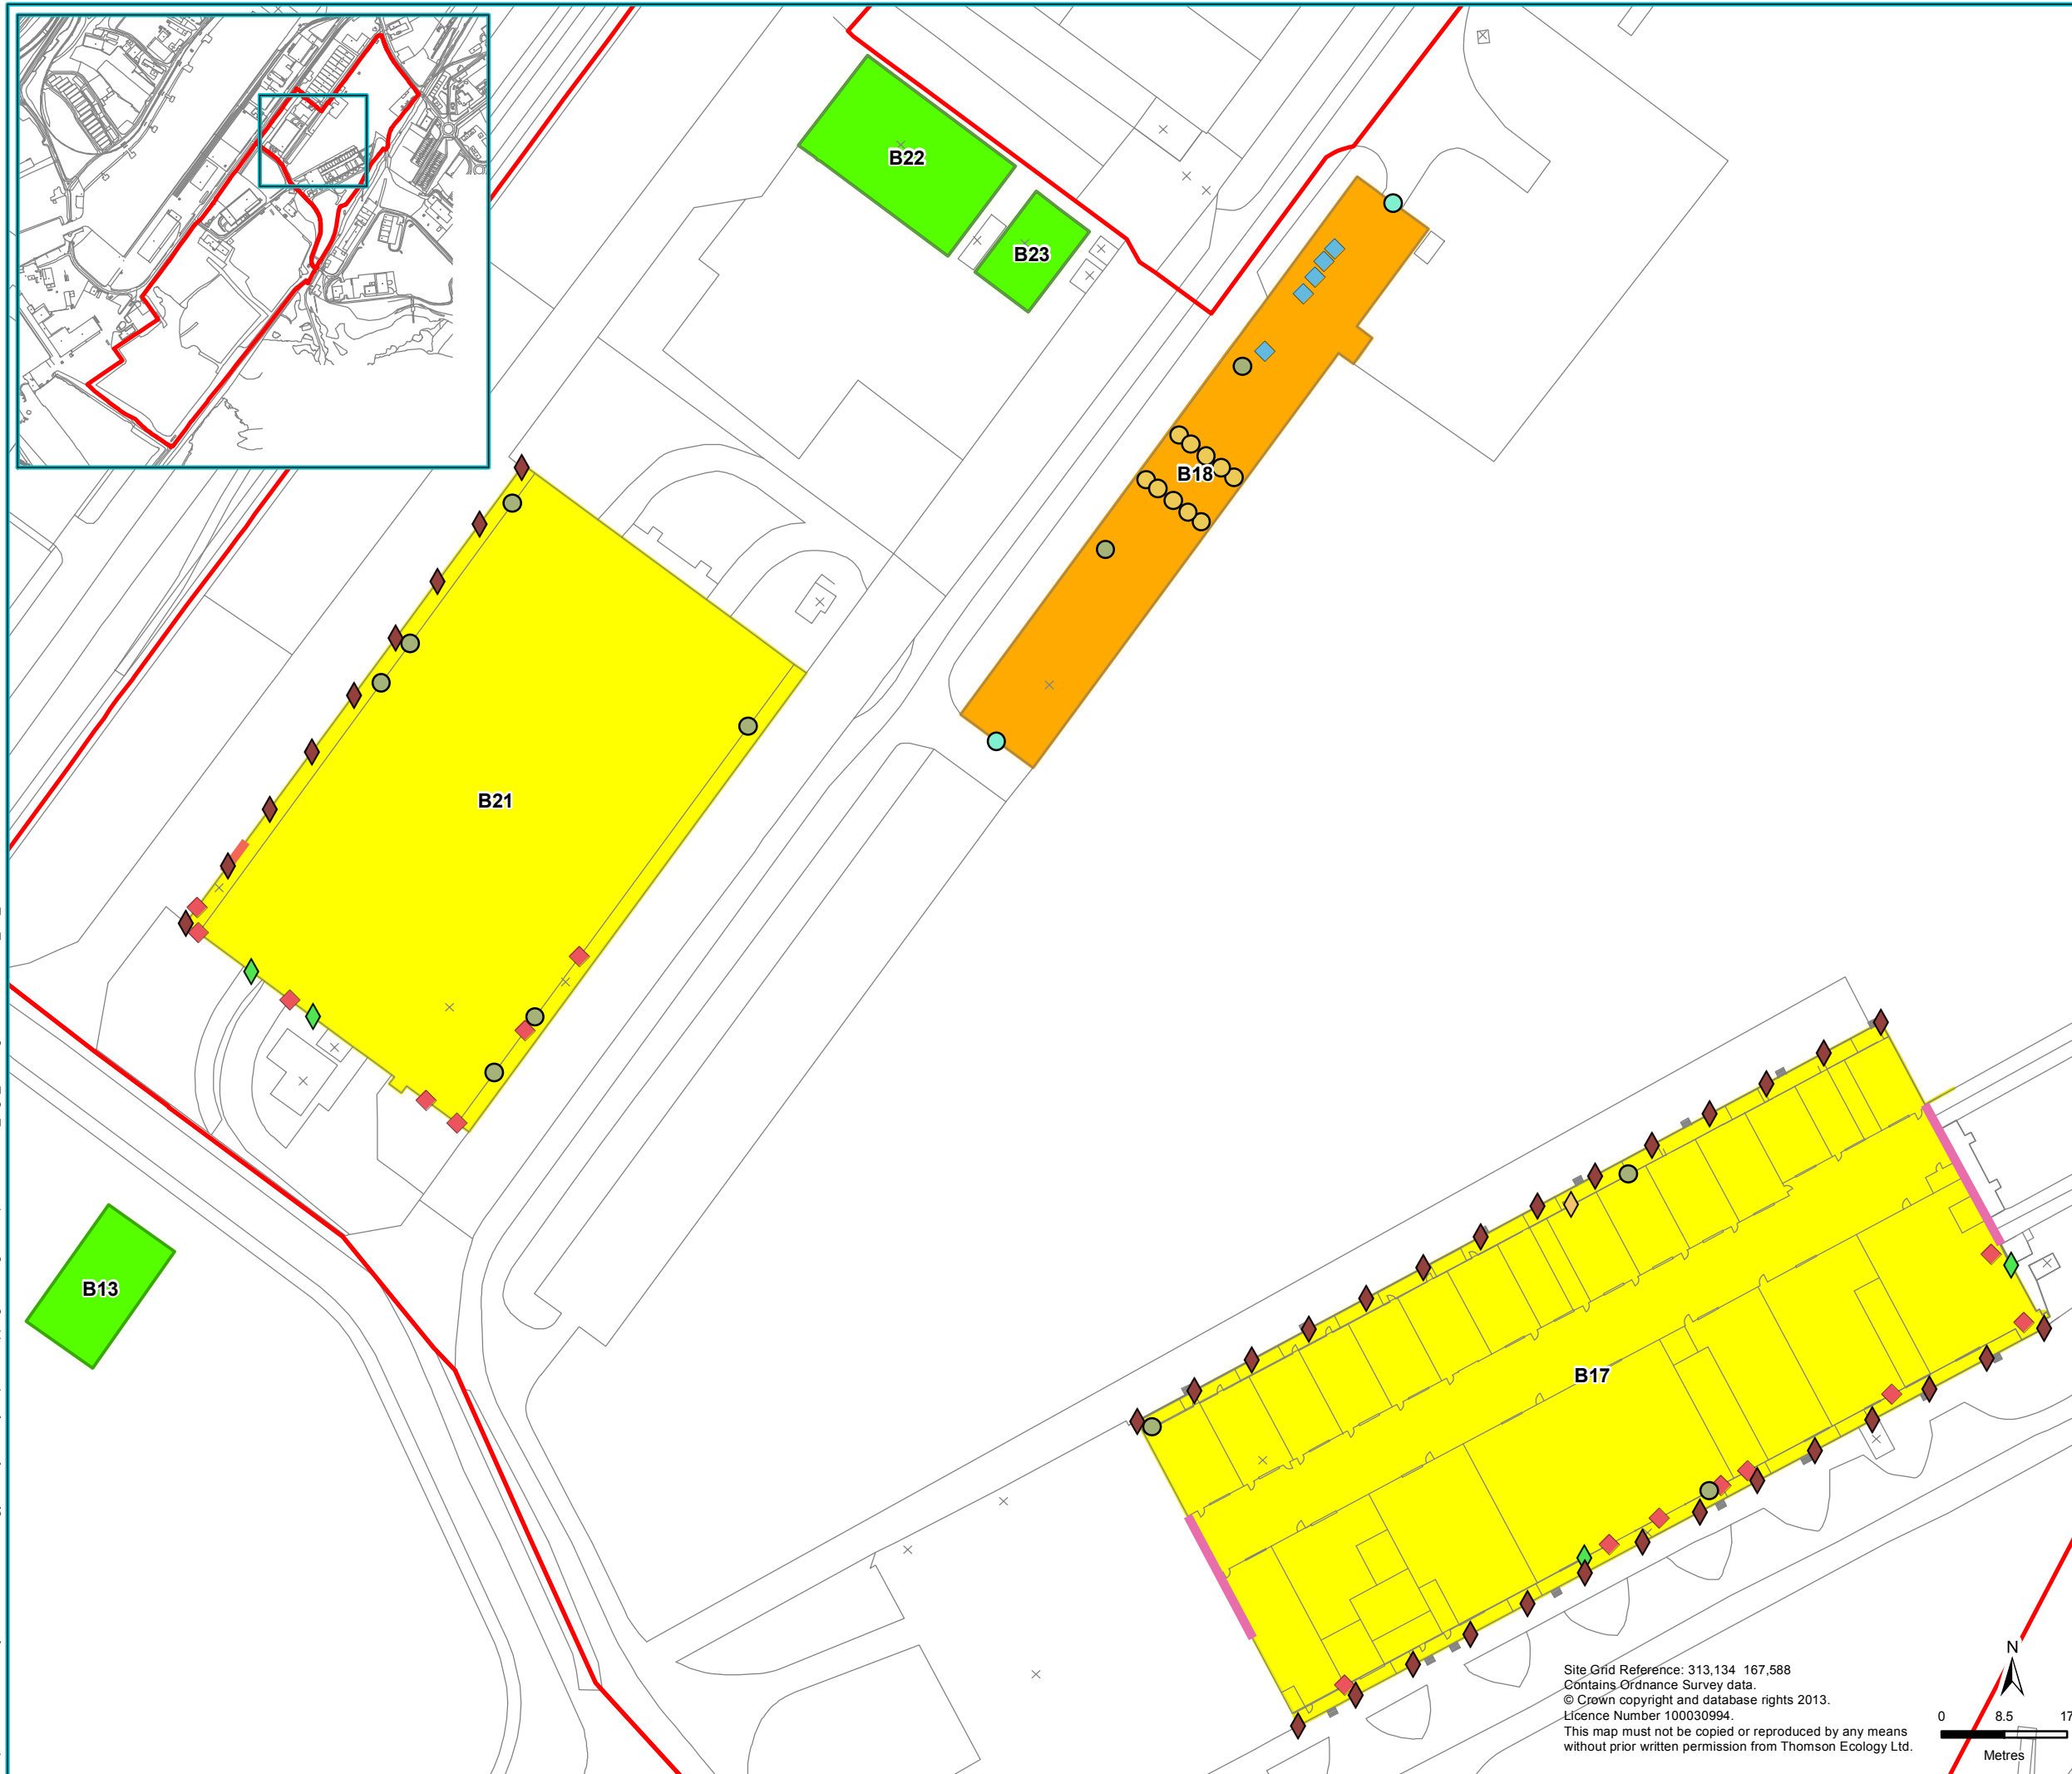 B22
B23
B18
B21
B13
B17
N
Site Grid Reference: 313,134 167,588
Contains Ordnance Survey data.
© Crown copyright and database rights 2013.
Licence Number 100030994.
This map must not be copied or reproduced by any means
without prior written permission from Thomson Ecology Ltd.
0 8.5 17
Metres